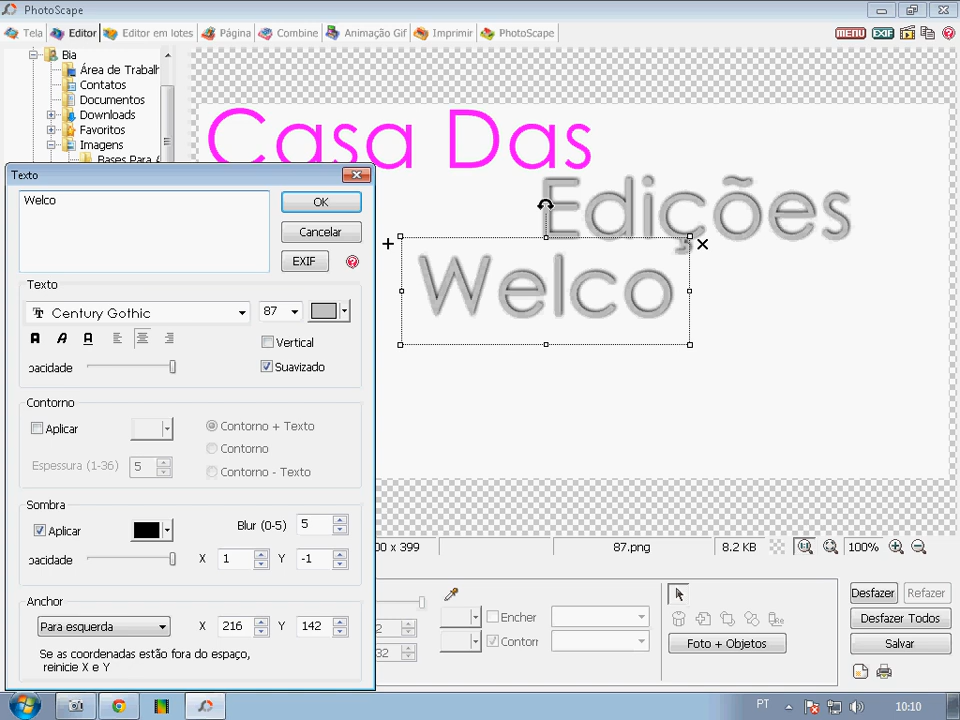 PhotoScape
Tela Editor Editor em lotes Página Combine Animação Gif Imprimir PhotoScape MENU EXIF
Bia
Área de Trabalh
Contatos
Documentos
Downloads
Favoritos
Imagens
Bases Para A
Casa Das
Edições
Welco
Texto
Welco
OK
Cancelar
EXIF
Texto
Century Gothic 87
A A A
Vertical
pacidade Suavizado
Contorno
Aplicar Contorno + Texto
Contorno
Espessura (1-36) 5 Contorno - Texto
Sombra
Aplicar Blur (0-5) 5
pacidade X 1 Y -1
Anchor
Para esquerda X 216 Y 142
Se as coordenadas estão fora do espaço,
reinicie X e Y
00 x 399 87.png 8.2 KB 100%
2 Encher
32 Contorn
Foto + Objetos
Desfazer Refazer
Desfazer Todos
Salvar
PT 10:10